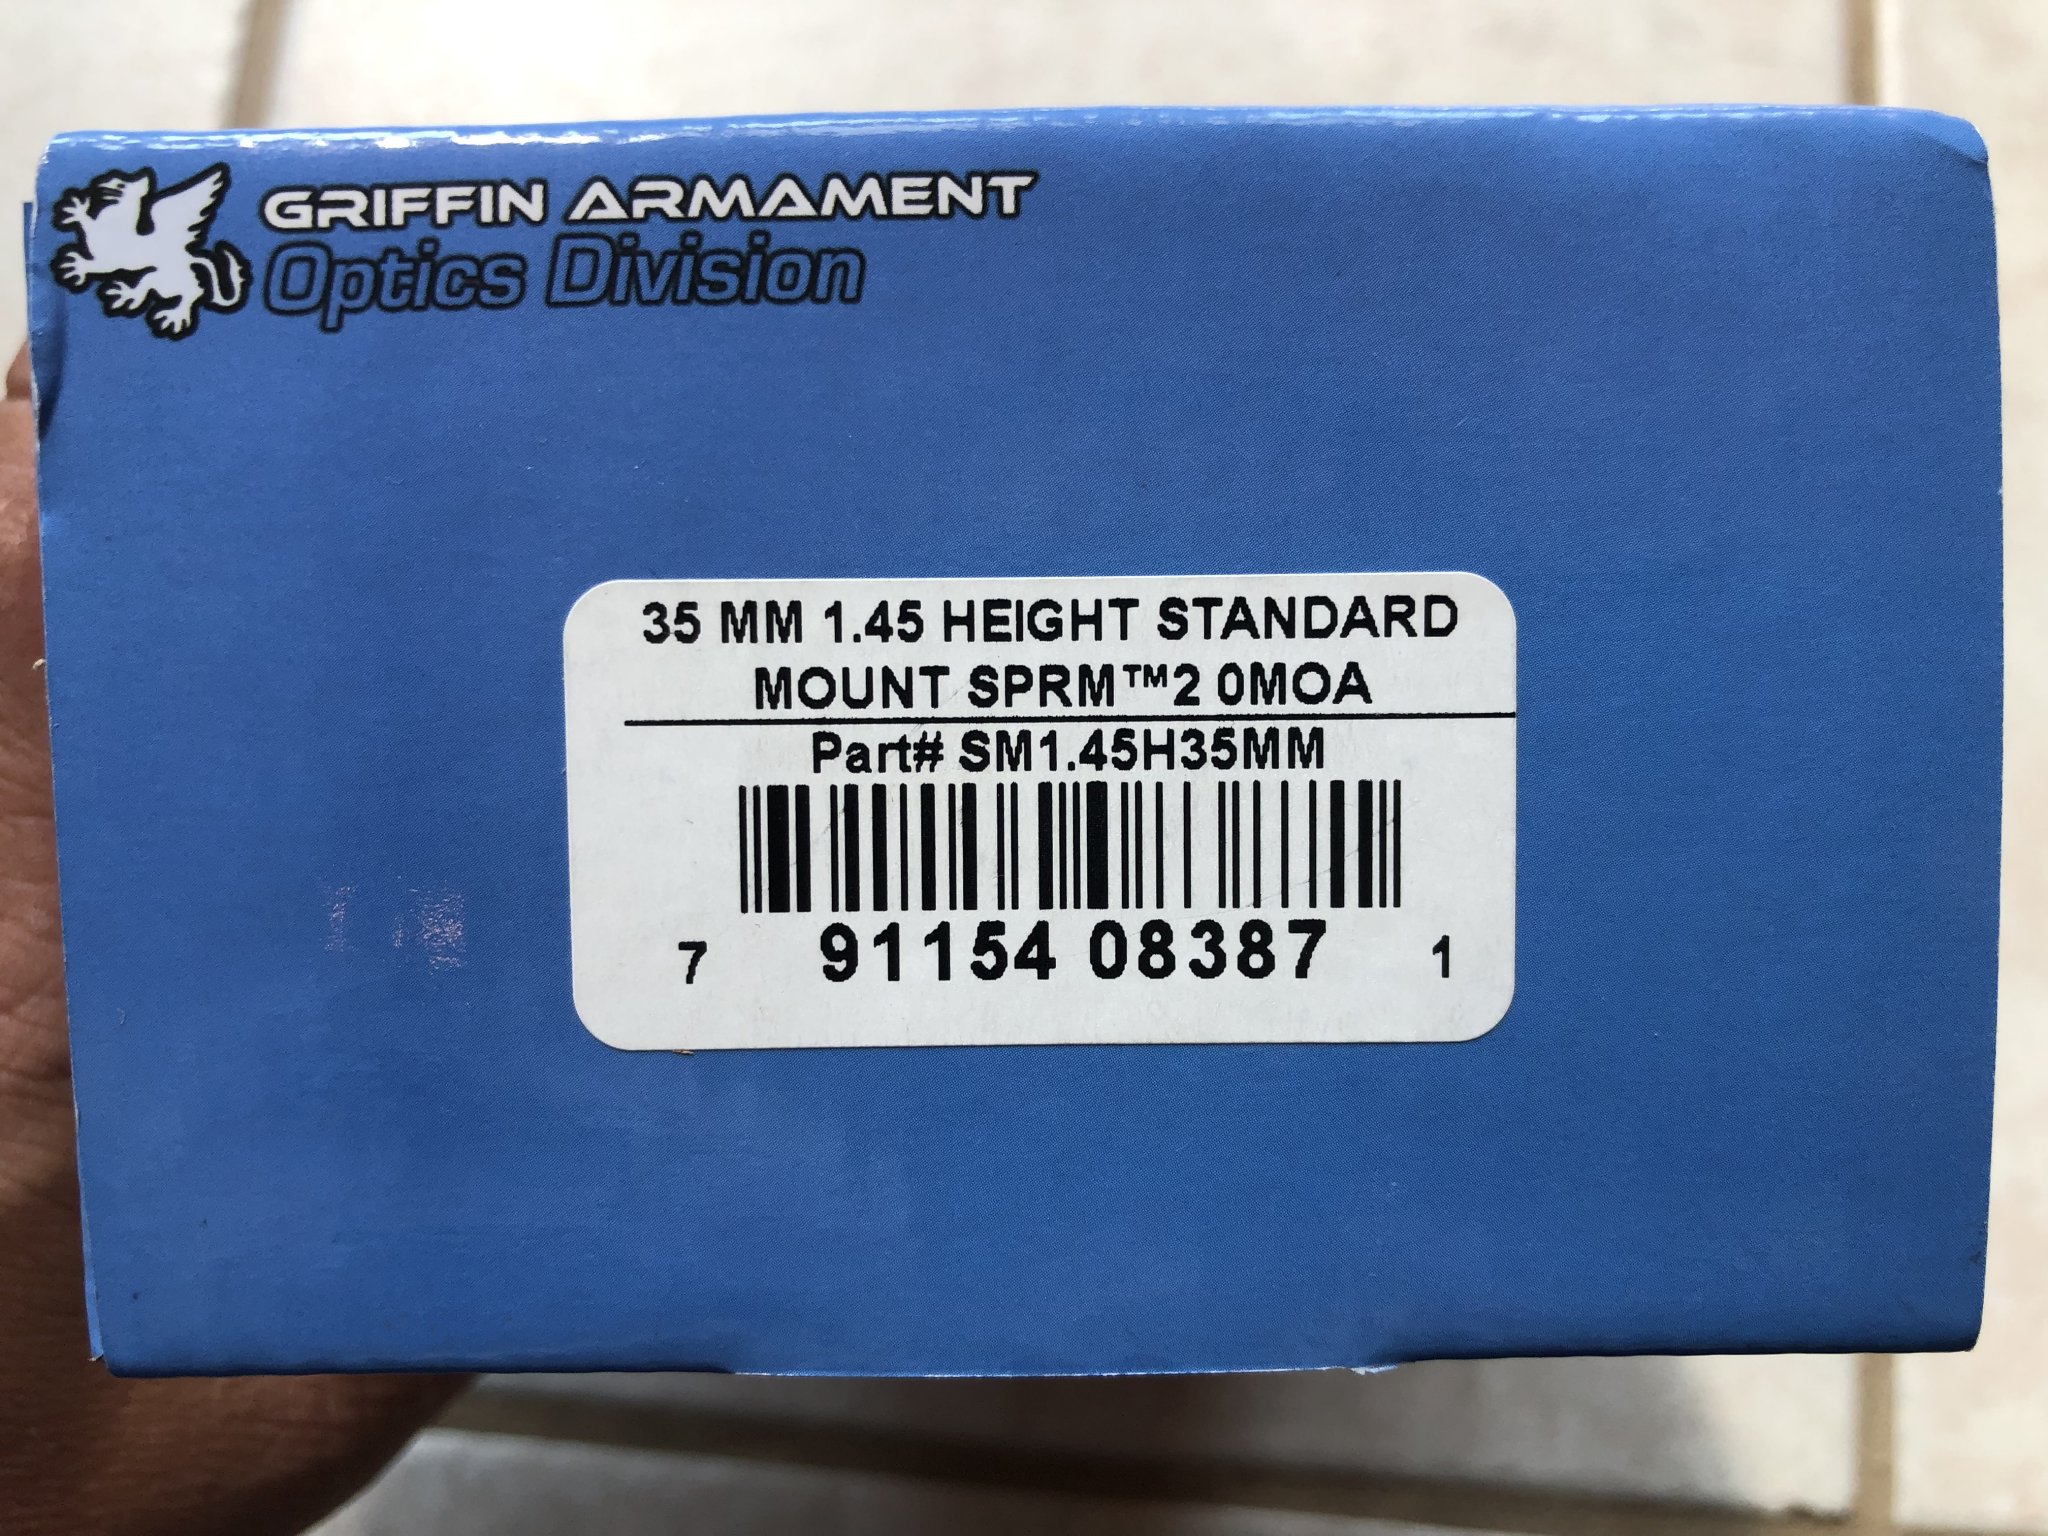 GRIFFIN ARMAMENT
Optics Division
35 MM 1.45 HEIGHT STANDARD
MOUNT SPRM™2 0MOA
Part# SM1.45H35MM
7 91154 08387 1